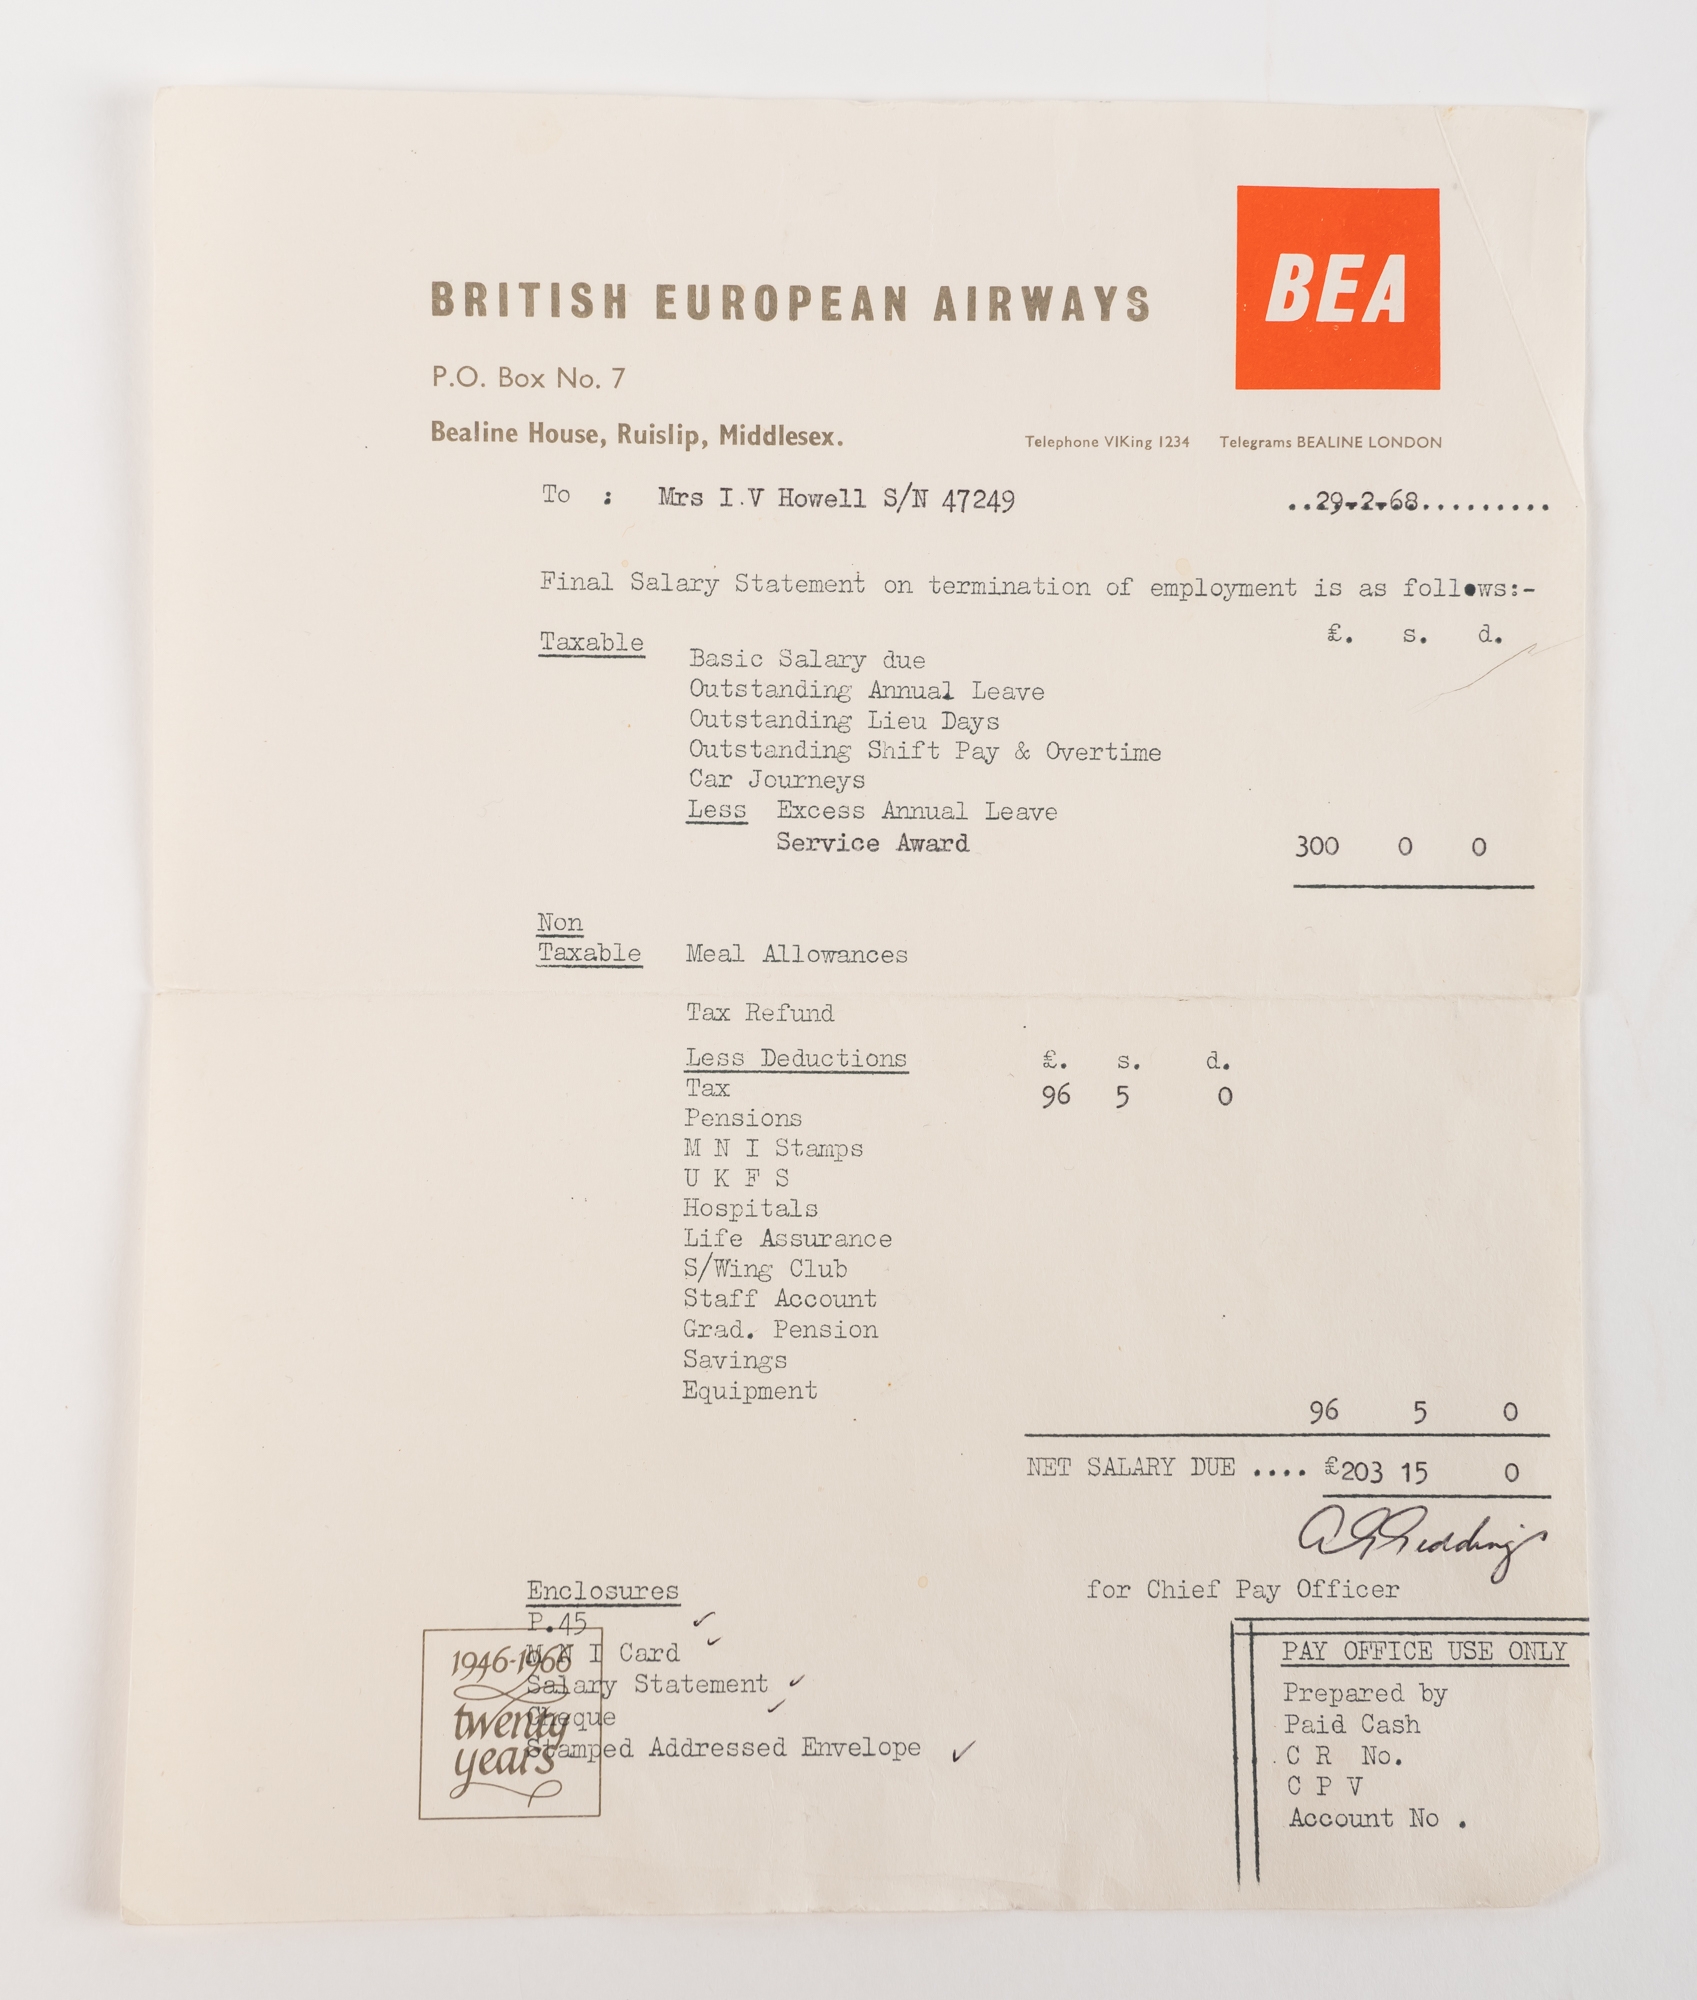 BEA
BRITISH EUROPEAN AIRWAYS
P.O. Box No. 7
Bealine House, Ruislip, Middlesex. Telephone VIKing 1234 Telegrams BEALINE LONDON
To : Mrs I.V Howell S/N 47249 ..29-2-68.........
Final Salary Statement on termination of employment is as follows:-
£. s. d.
Taxable
Basic Salary due
Outstanding Annual Leave
Outstanding Lieu Days
Outstanding Shift Pay & Overtime
Car Journeys
Less Excess Annual Leave
Service Award 300 0 0
Non
Taxable Meal Allowances
Tax Refund
Less Deductions £. s. d.
Tax 96 5 0
Pensions
M N I Stamps
U K F S
Hospitals
Life Assurance
S/Wing Club
Staff Account
Grad. Pension
Savings
Equipment
96 5 0
NET SALARY DUE .... £203 15 0
for Chief Pay Officer
Enclosures
P.45
M N I Card
Salary Statement
Cheque
Stamped Addressed Envelope
1946-1966
twenty
years
PAY OFFICE USE ONLY
Prepared by
Paid Cash
C R No.
C P V
Account No .